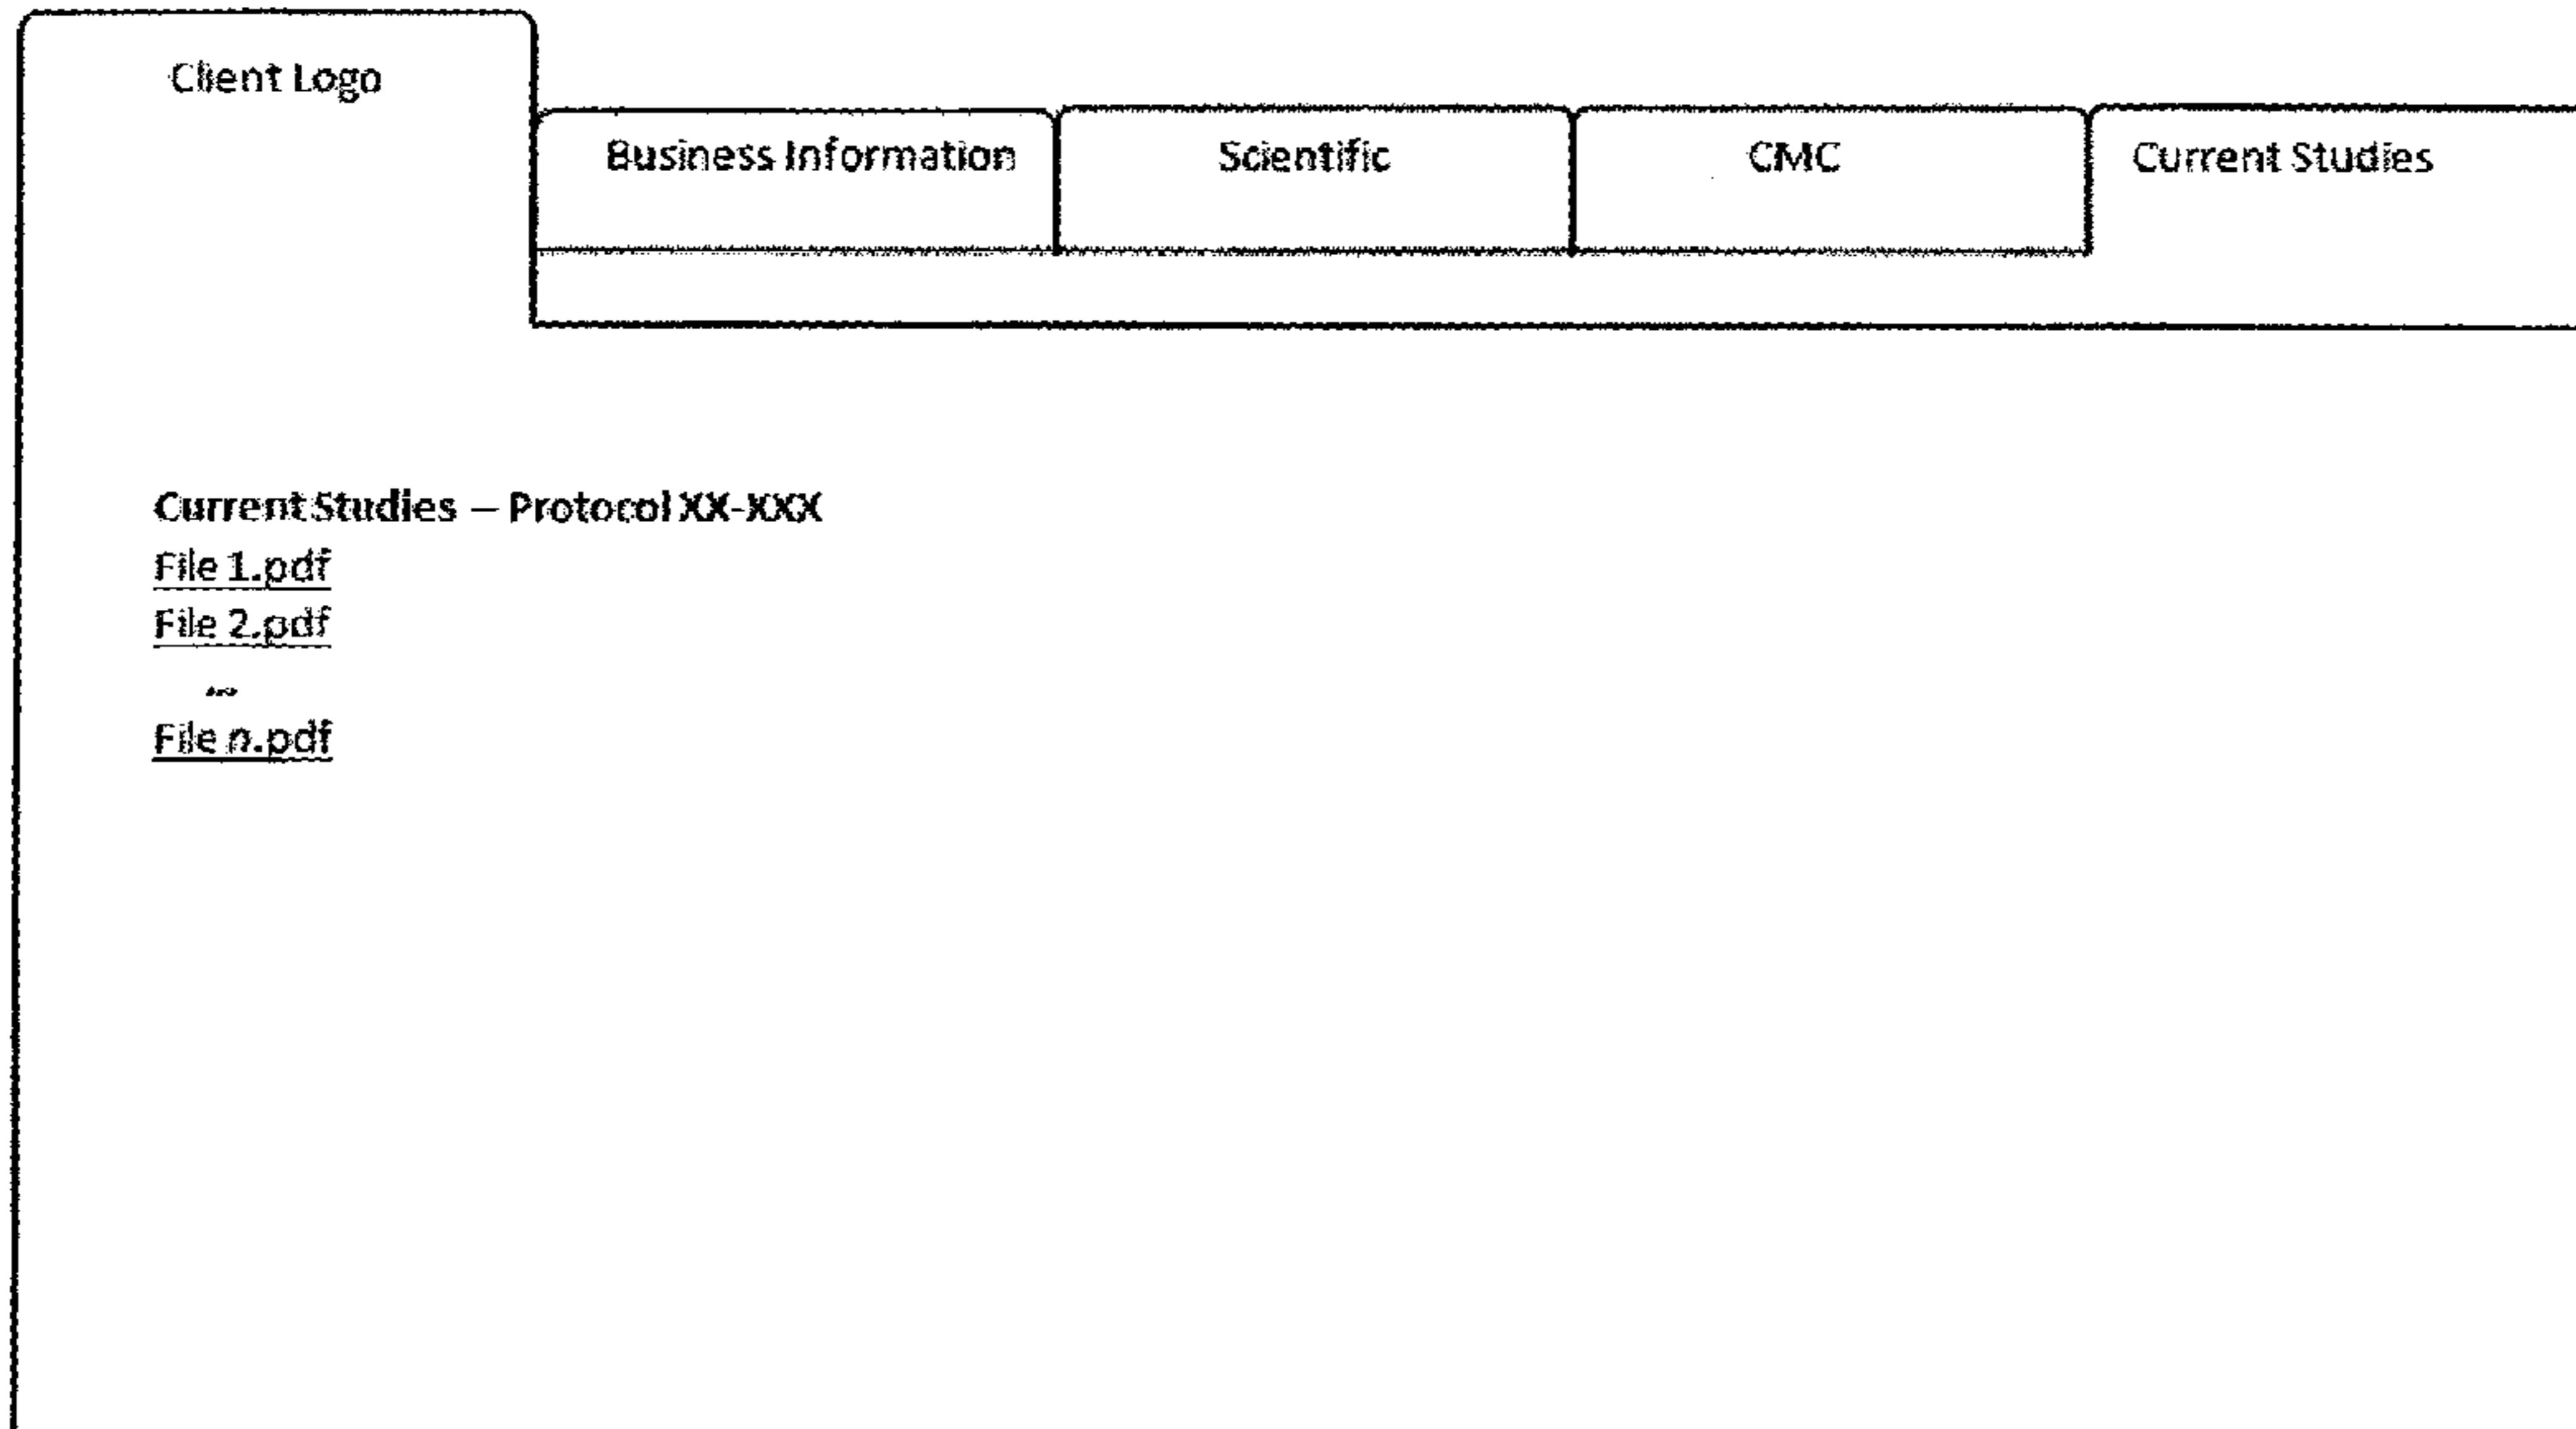 Client Logo
Business Information
Scientific
CMC
Current Studies
Current Studies – Protocol XX-XXX
File 1.pdf
File 2.pdf
...
File n.pdf